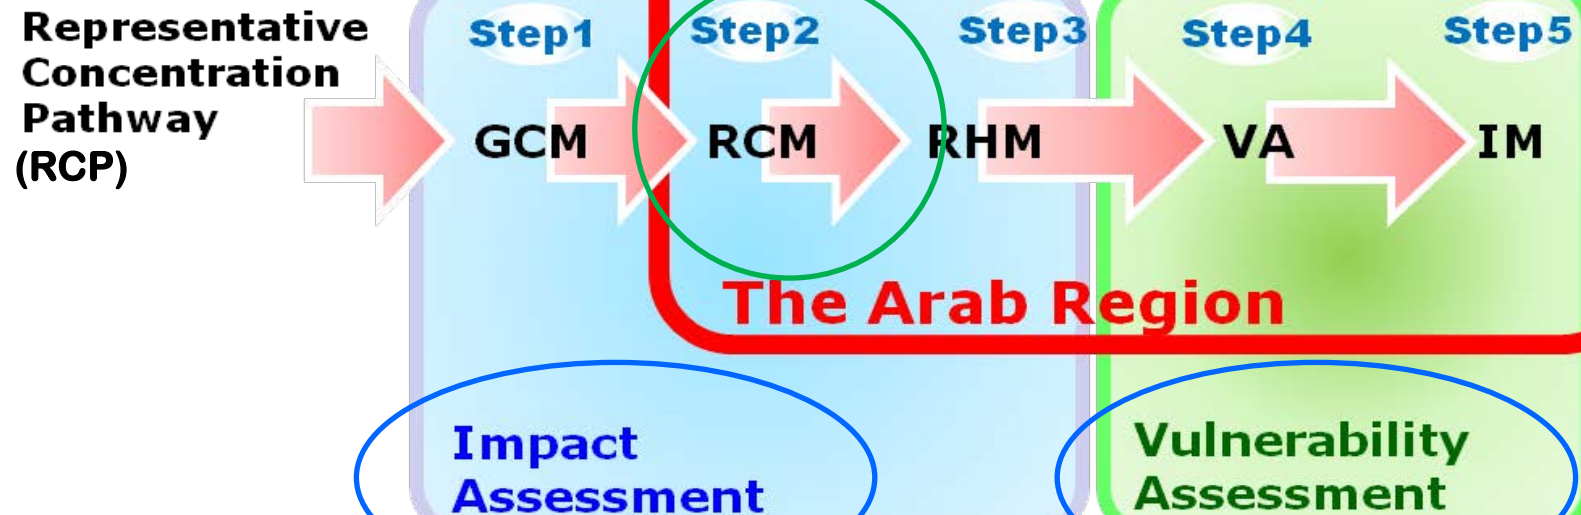 Representative
Concentration
Pathway
(RCP)
Step1
Step2
Step3
Step4
Step5
GCM
RCM
RHM
VA
IM
The Arab Region
Impact
Assessment
Vulnerability
Assessment